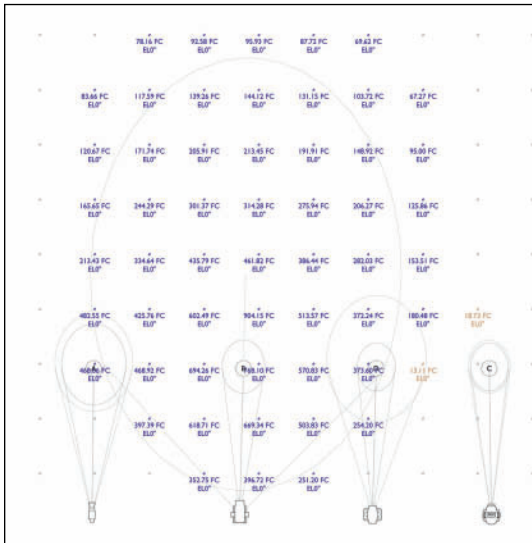 78.16 FC 92.58 FC 95.93 FC 87.72 FC 69.62 FC
EL0" EL0" EL0" EL0" EL0"
83.66 FC 117.59 FC 139.26 FC 144.12 FC 131.15 FC 103.72 FC 67.27 FC
EL0" EL0" EL0" EL0" EL0" EL0" EL0"
120.67 FC 171.74 FC 205.91 FC 213.45 FC 191.91 FC 148.92 FC 95.00 FC
EL0" EL0" EL0" EL0" EL0" EL0" EL0"
165.65 FC 244.29 FC 301.37 FC 314.28 FC 275.94 FC 206.27 FC 125.86 FC
EL0" EL0" EL0" EL0" EL0" EL0" EL0"
213.43 FC 334.64 FC 435.79 FC 461.82 FC 386.44 FC 282.03 FC 153.51 FC
EL0" EL0" EL0" EL0" EL0" EL0" EL0"
482.55 FC 425.76 FC 602.49 FC 904.15 FC 513.57 FC 372.24 FC 180.48 FC 18.73 FC
EL0" EL0" EL0" EL0" EL0" EL0" EL0" EL0"
FC 468.92 FC 694.26 FC FC 570.83 FC FC 13.11 FC C
EL0" EL0" EL0" EL0" EL0" EL0" EL0"
397.39 FC 618.71 FC 669.34 FC 503.83 FC 254.20 FC
EL0" EL0" EL0" EL0" EL0"
352.75 FC 396.72 FC 251.20 FC
EL0" EL0" EL0"